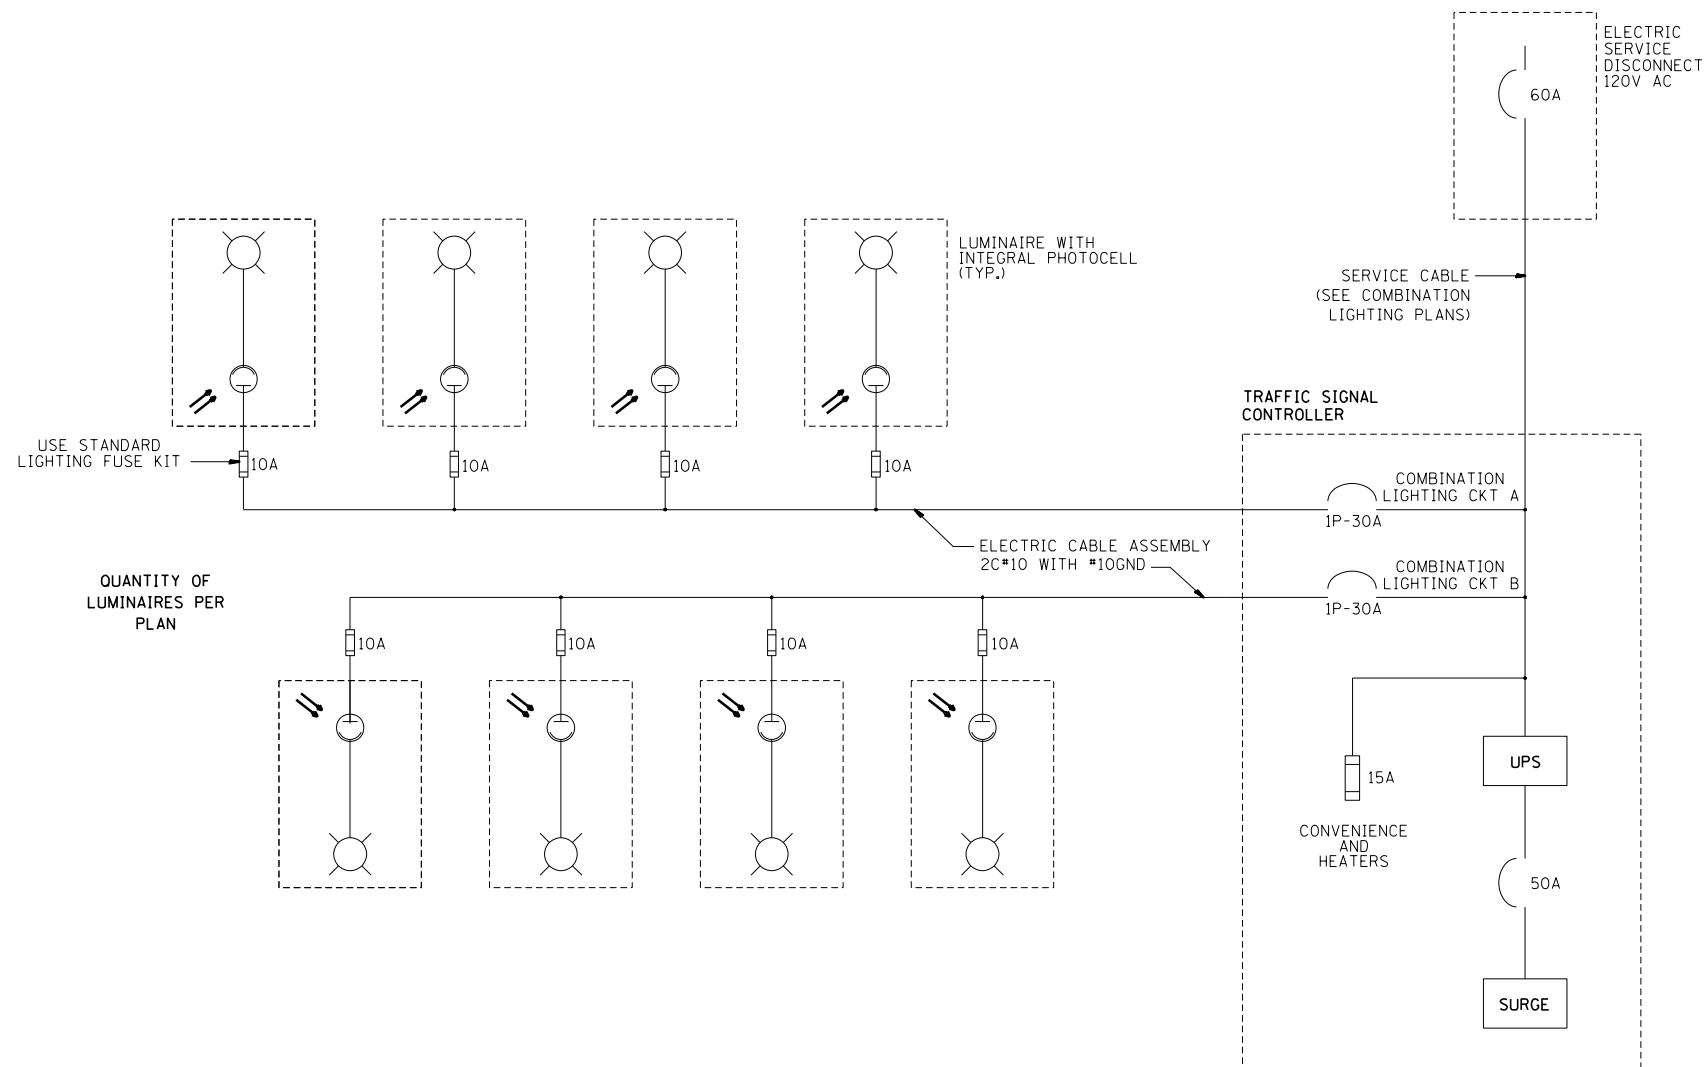 ELECTRIC
SERVICE
DISCONNECT
120V AC
60A
LUMINAIRE WITH
INTEGRAL PHOTOCELL
(TYP.)
SERVICE CABLE
(SEE COMBINATION
LIGHTING PLANS)
TRAFFIC SIGNAL
CONTROLLER
USE STANDARD
LIGHTING FUSE KIT
10A
10A
10A
10A
COMBINATION
LIGHTING CKT A
1P-30A
ELECTRIC CABLE ASSEMBLY
2C#10 WITH #10GND
COMBINATION
LIGHTING CKT B
1P-30A
QUANTITY OF
LUMINAIRES PER
PLAN
10A
10A
10A
10A
UPS
15A
CONVENIENCE
AND
HEATERS
50A
SURGE